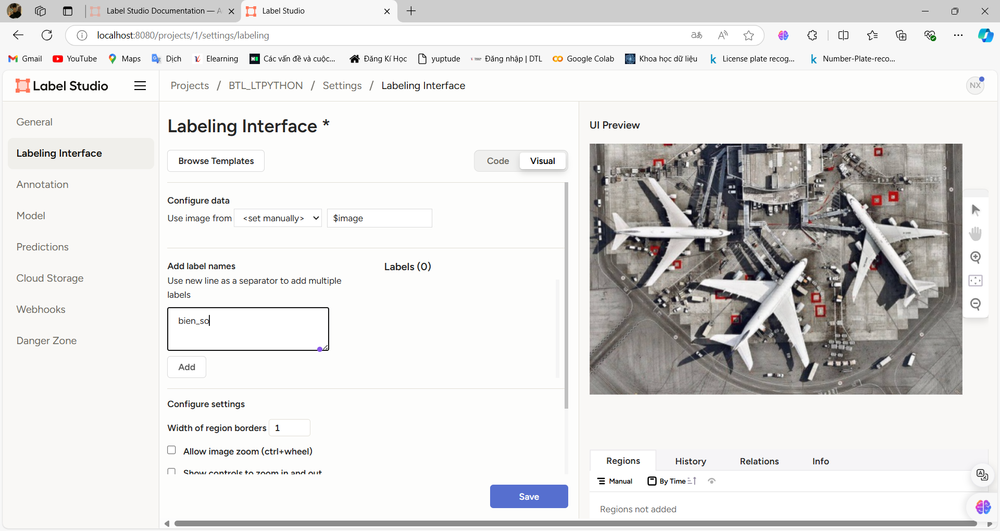 Label Studio Documentation — A
Label Studio
localhost:8080/projects/1/settings/labeling
aあ
A
Gmail
YouTube
Maps
Dịch
Elearning
Các vấn đề và cuộc...
Đăng Kí Học
yuptude
Đăng nhập | DTL
Google Colab
Khoa học dữ liệu
License plate recog...
Number-Plate-reco...
Label Studio
Projects / BTL_LTPYTHON / Settings / Labeling Interface
NX
General
Labeling Interface
Annotation
Model
Predictions
Cloud Storage
Webhooks
Danger Zone
Labeling Interface *
Browse Templates
Code
Visual
Configure data
Use image from <set manually> $image
Add label names
Use new line as a separator to add multiple
labels
bien_so
Add
Labels (0)
Configure settings
Width of region borders 1
Allow image zoom (ctrl+wheel)
Show controls to zoom in and out
Save
UI Preview
Regions
History
Relations
Info
Manual
By Time
Regions not added